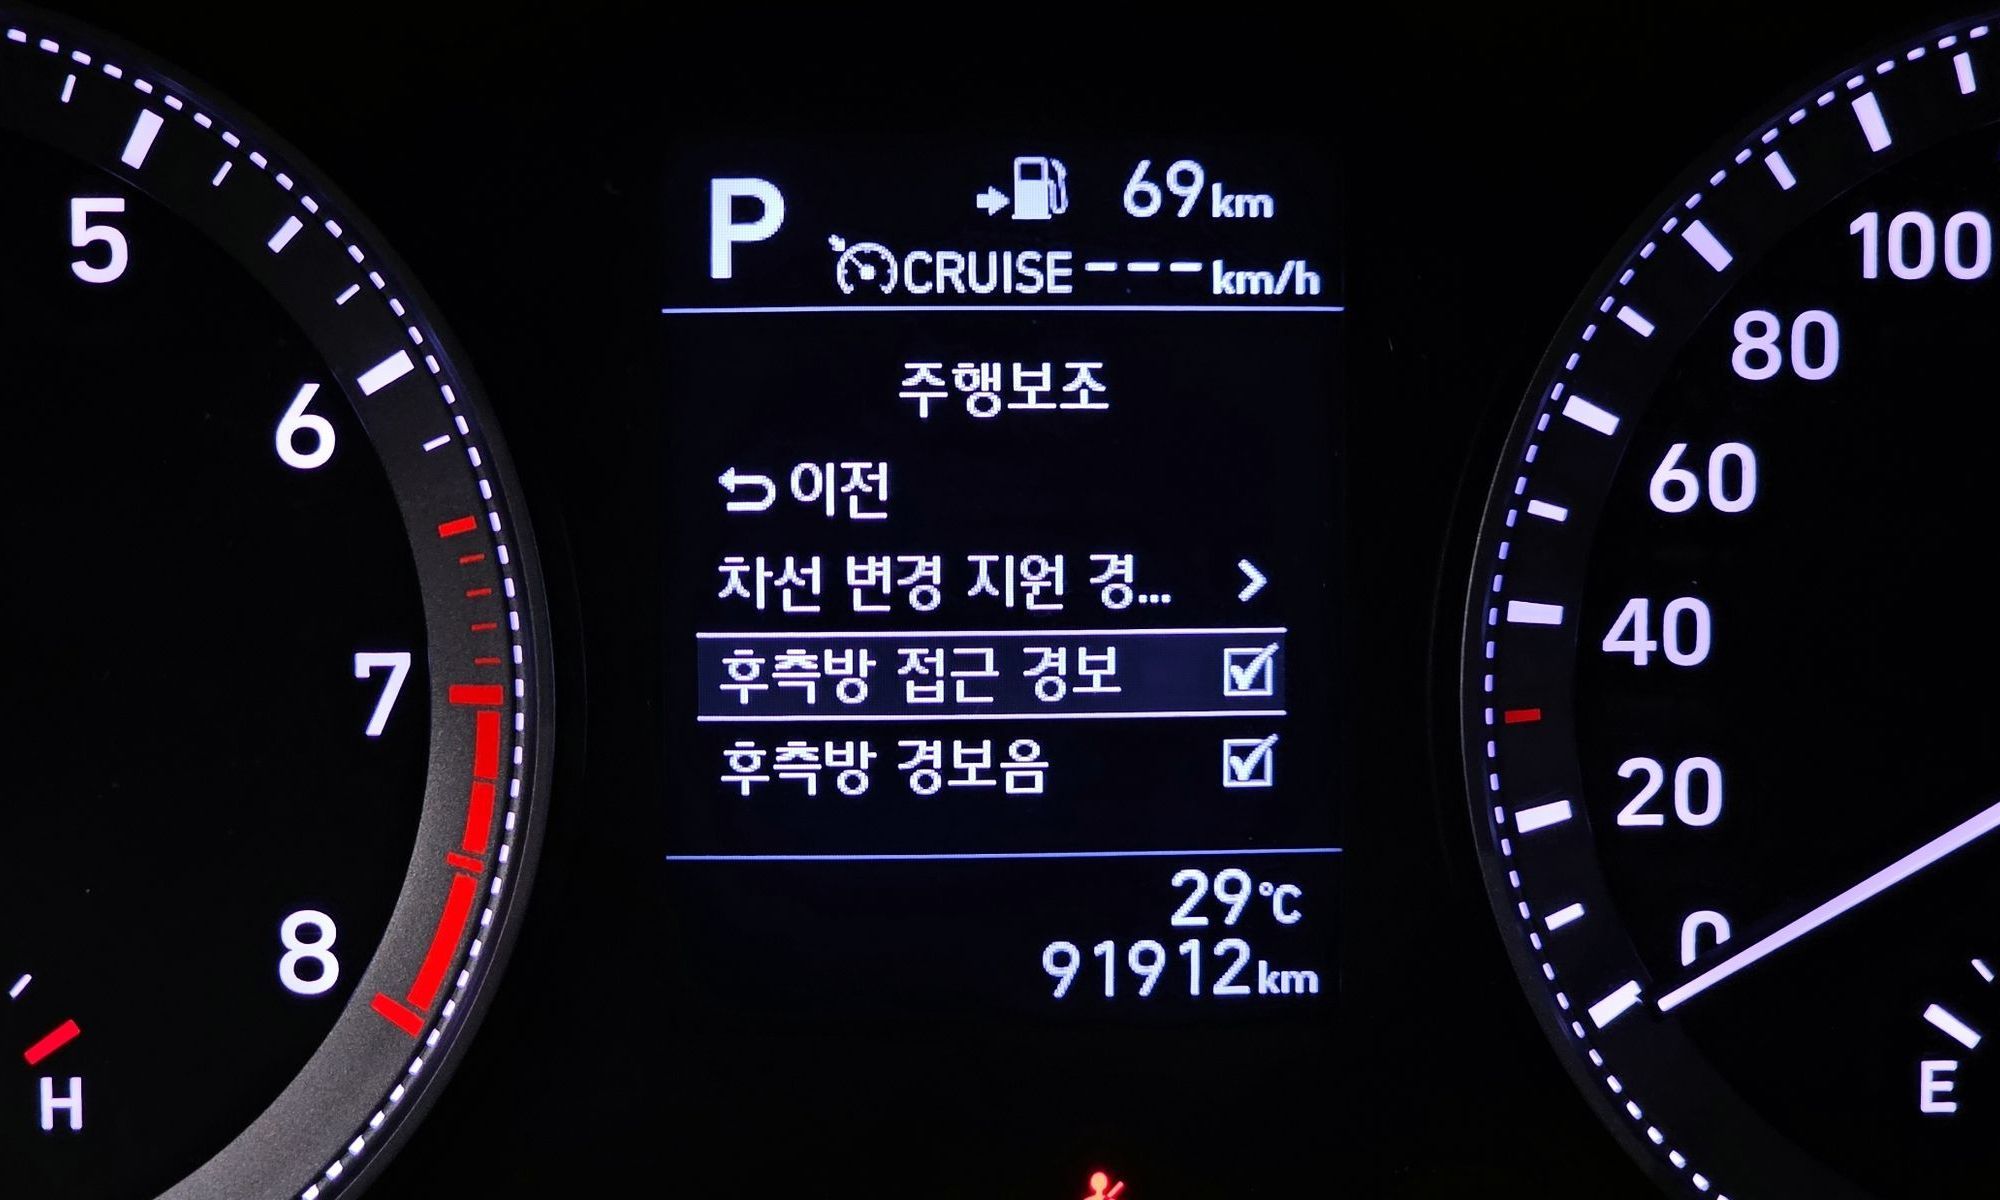 5
6
7
8
H
P
69km
CRUISE---km/h
주행보조
이전
차선 변경 지원 경...
후측방 접근 경보
후측방 경보음
29℃
91912km
100
80
60
40
20
0
E